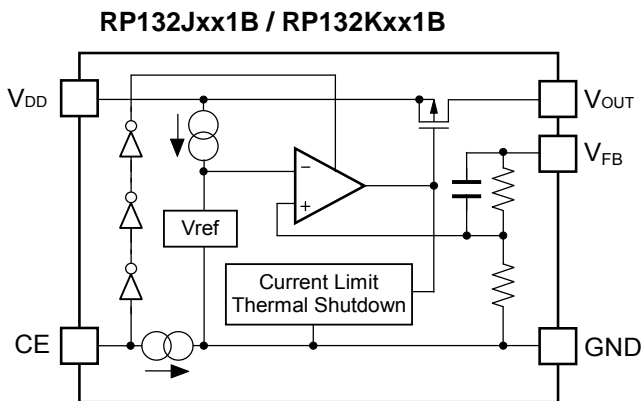 RP132Jxx1B / RP132Kxx1B
VDD
VOUT
VFB
−
+
Vref
Current Limit
Thermal Shutdown
CE
GND